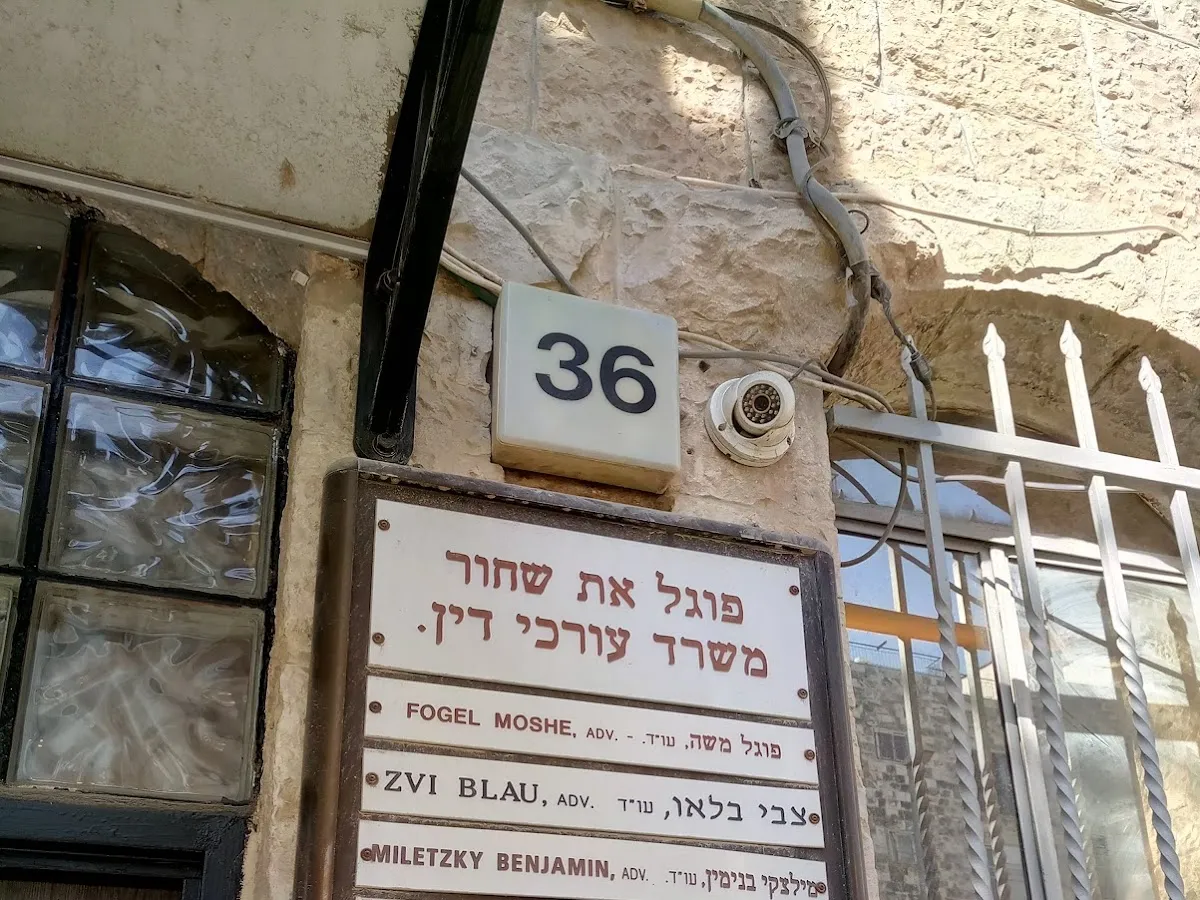 36
פוגל את שחור
משרד עורכי דין.
FOGEL MOSHE, ADV. - .פוגל משה, עו״ד
ZVI BLAU, ADV. צבי בלאו, עו״ד
MILETZKY BENJAMIN, ADV. .מילצקי בנימין, עו״ד